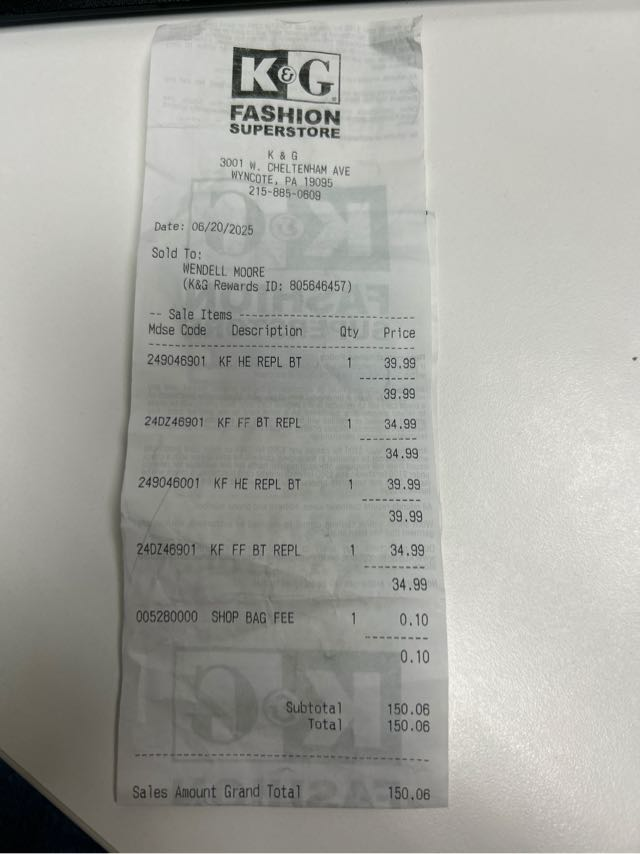 K&G
FASHION
SUPERSTORE
K & G
3001 W. CHELTENHAM AVE
WYNCOTE, PA 19095
215-885-0609
Date: 06/20/2025
Sold To:
WENDELL MOORE
(K&G Rewards ID: 805646457)
-- Sale Items --------------------------
Mdse Code Description Qty Price
249046901 KF HE REPL BT 1 39.99
39.99
24DZ46901 KF FF BT REPL 1 34.99
34.99
249046001 KF HE REPL BT 1 39.99
39.99
24DZ46901 KF FF BT REPL 1 34.99
34.99
005280000 SHOP BAG FEE 1 0.10
0.10
Subtotal 150.06
Total 150.06
Sales Amount Grand Total 150.06